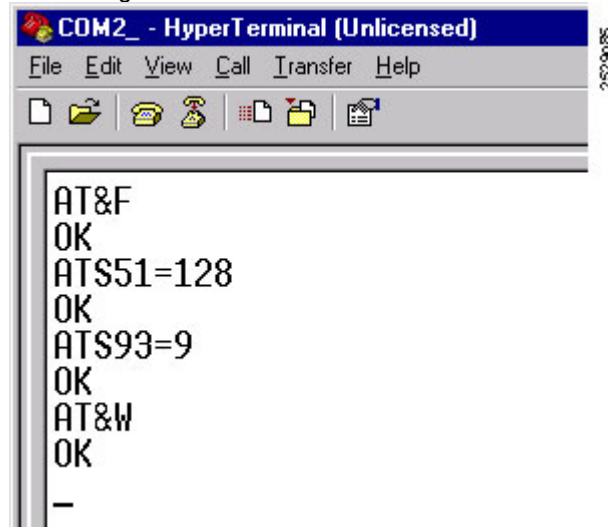 COM2_ - HyperTerminal (Unlicensed)
File Edit View Call Transfer Help
AT&F
OK
ATS51=128
OK
ATS93=9
OK
AT&W
OK
_